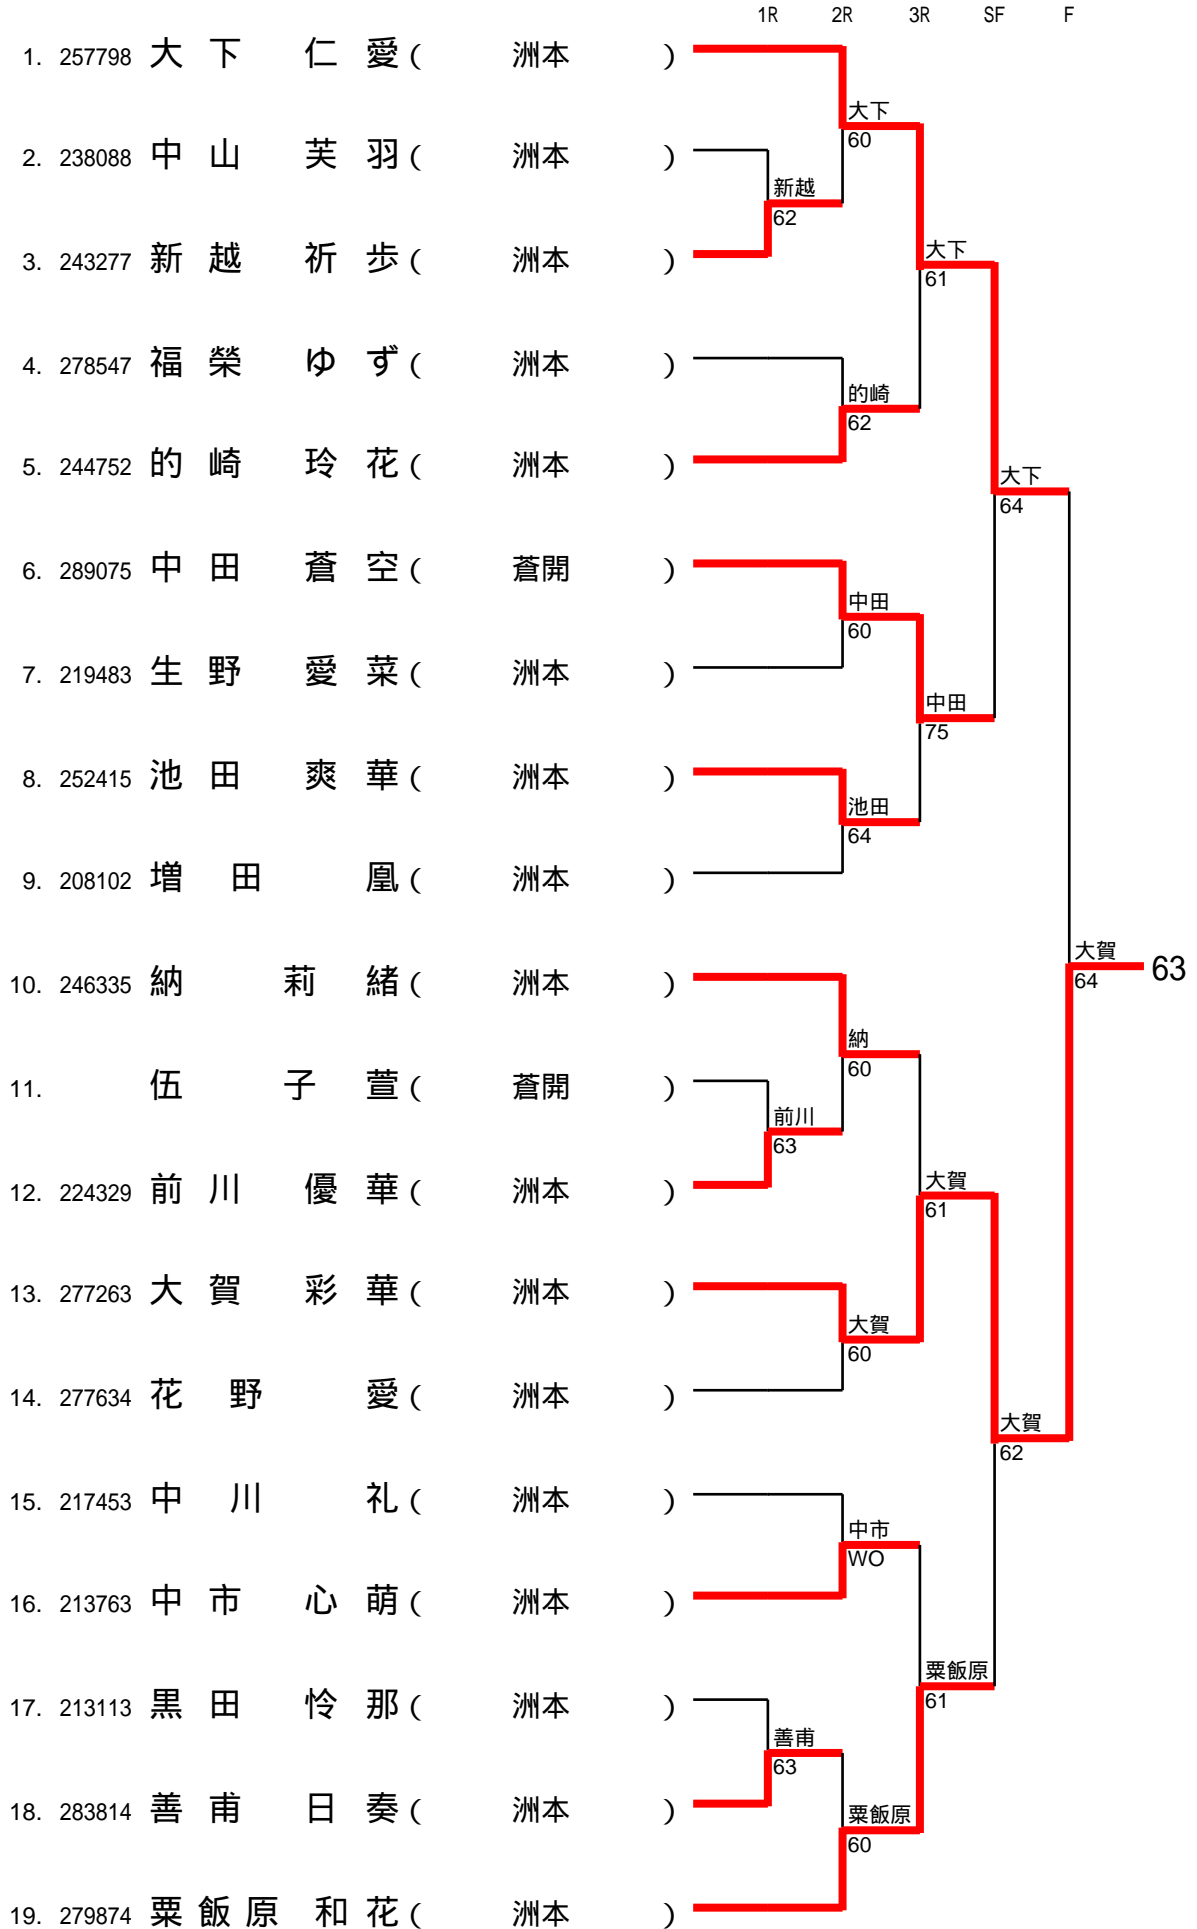 1R 2R 3R SF F
1. 257798 大下 仁愛 ( 洲本 )
大下
60
2. 238088 中山 芙羽 ( 洲本 )
新越
62
3. 243277 新越 祈歩 ( 洲本 )
大下
61
4. 278547 福榮 ゆず ( 洲本 )
的崎
62
5. 244752 的崎 玲花 ( 洲本 )
大下
64
6. 289075 中田 蒼空 ( 蒼開 )
中田
60
7. 219483 生野 愛菜 ( 洲本 )
中田
75
8. 252415 池田 爽華 ( 洲本 )
池田
64
9. 208102 増田 凰 ( 洲本 )
大賀
64 63
10. 246335 納 莉緒 ( 洲本 )
納
60
11. 伍 子萱 ( 蒼開 )
前川
63
12. 224329 前川 優華 ( 洲本 )
大賀
61
13. 277263 大賀 彩華 ( 洲本 )
大賀
60
14. 277634 花野 愛 ( 洲本 )
大賀
62
15. 217453 中川 礼 ( 洲本 )
中市
WO
16. 213763 中市 心萌 ( 洲本 )
粟飯原
61
17. 213113 黒田 怜那 ( 洲本 )
善甫
63
18. 283814 善甫 日奏 ( 洲本 )
粟飯原
60
19. 279874 粟飯原 和花 ( 洲本 )